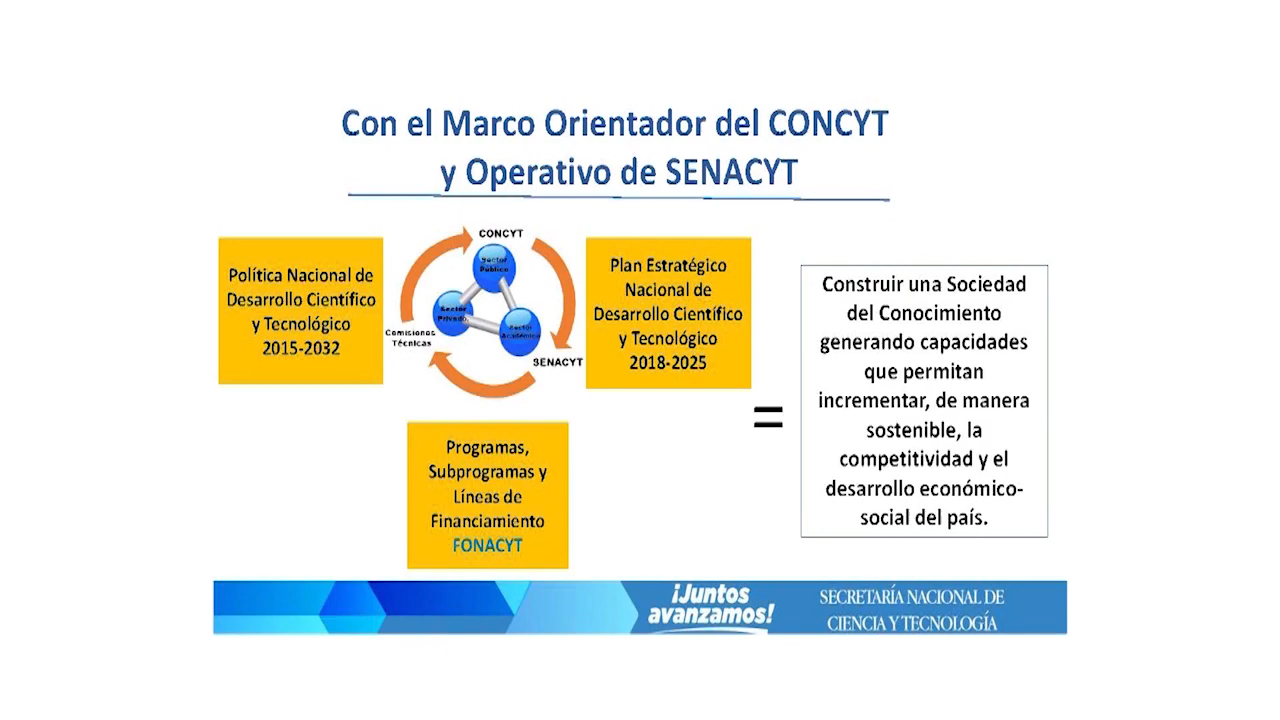 Con el Marco Orientador del CONCYT
y Operativo de SENACYT
Política Nacional de
Desarrollo Científico
y Tecnológico
2015-2032
CONCYT
Sector
Público
Sector
Privado
Sector
Académico
Comisiones
Técnicas
SENACYT
Plan Estratégico
Nacional de
Desarrollo Científico
y Tecnológico
2018-2025
Programas,
Subprogramas y
Líneas de
Financiamiento
FONACYT
=
Construir una Sociedad
del Conocimiento
generando capacidades
que permitan
incrementar, de manera
sostenible, la
competitividad y el
desarrollo económico-
social del país.
¡Juntos
avanzamos!
SECRETARÍA NACIONAL DE
CIENCIA Y TECNOLOGÍA